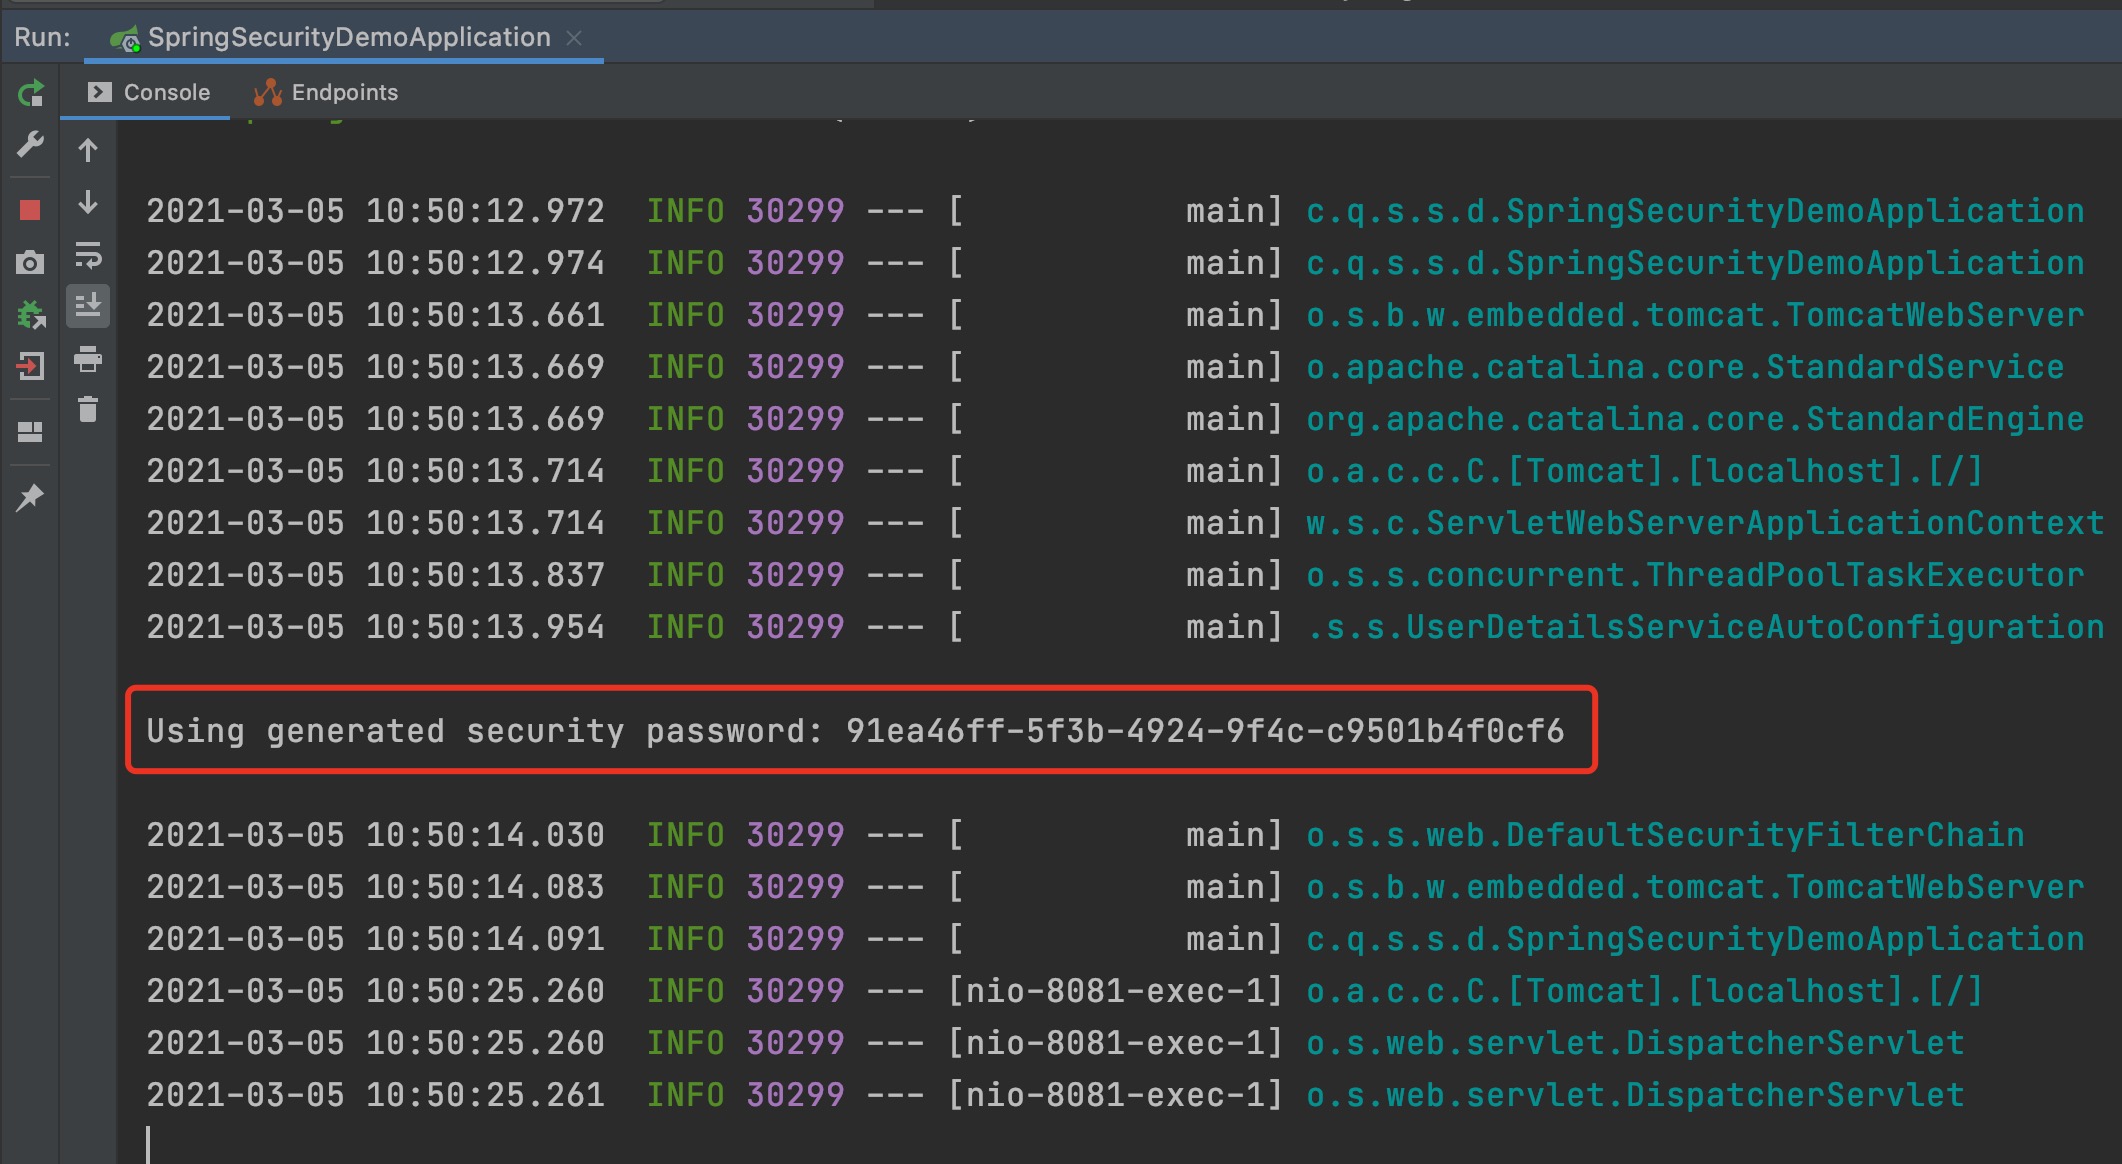 Run: SpringSecurityDemoApplication
Console Endpoints
2021-03-05 10:50:12.972  INFO 30299 --- [           main] c.q.s.s.d.SpringSecurityDemoApplication
2021-03-05 10:50:12.974  INFO 30299 --- [           main] c.q.s.s.d.SpringSecurityDemoApplication
2021-03-05 10:50:13.661  INFO 30299 --- [           main] o.s.b.w.embedded.tomcat.TomcatWebServer
2021-03-05 10:50:13.669  INFO 30299 --- [           main] o.apache.catalina.core.StandardService
2021-03-05 10:50:13.669  INFO 30299 --- [           main] org.apache.catalina.core.StandardEngine
2021-03-05 10:50:13.714  INFO 30299 --- [           main] o.a.c.c.C.[Tomcat].[localhost].[/]
2021-03-05 10:50:13.714  INFO 30299 --- [           main] w.s.c.ServletWebServerApplicationContext
2021-03-05 10:50:13.837  INFO 30299 --- [           main] o.s.s.concurrent.ThreadPoolTaskExecutor
2021-03-05 10:50:13.954  INFO 30299 --- [           main] .s.s.UserDetailsServiceAutoConfiguration
Using generated security password: 91ea46ff-5f3b-4924-9f4c-c9501b4f0cf6
2021-03-05 10:50:14.030  INFO 30299 --- [           main] o.s.s.web.DefaultSecurityFilterChain
2021-03-05 10:50:14.083  INFO 30299 --- [           main] o.s.b.w.embedded.tomcat.TomcatWebServer
2021-03-05 10:50:14.091  INFO 30299 --- [           main] c.q.s.s.d.SpringSecurityDemoApplication
2021-03-05 10:50:25.260  INFO 30299 --- [nio-8081-exec-1] o.a.c.c.C.[Tomcat].[localhost].[/]
2021-03-05 10:50:25.260  INFO 30299 --- [nio-8081-exec-1] o.s.web.servlet.DispatcherServlet
2021-03-05 10:50:25.261  INFO 30299 --- [nio-8081-exec-1] o.s.web.servlet.DispatcherServlet